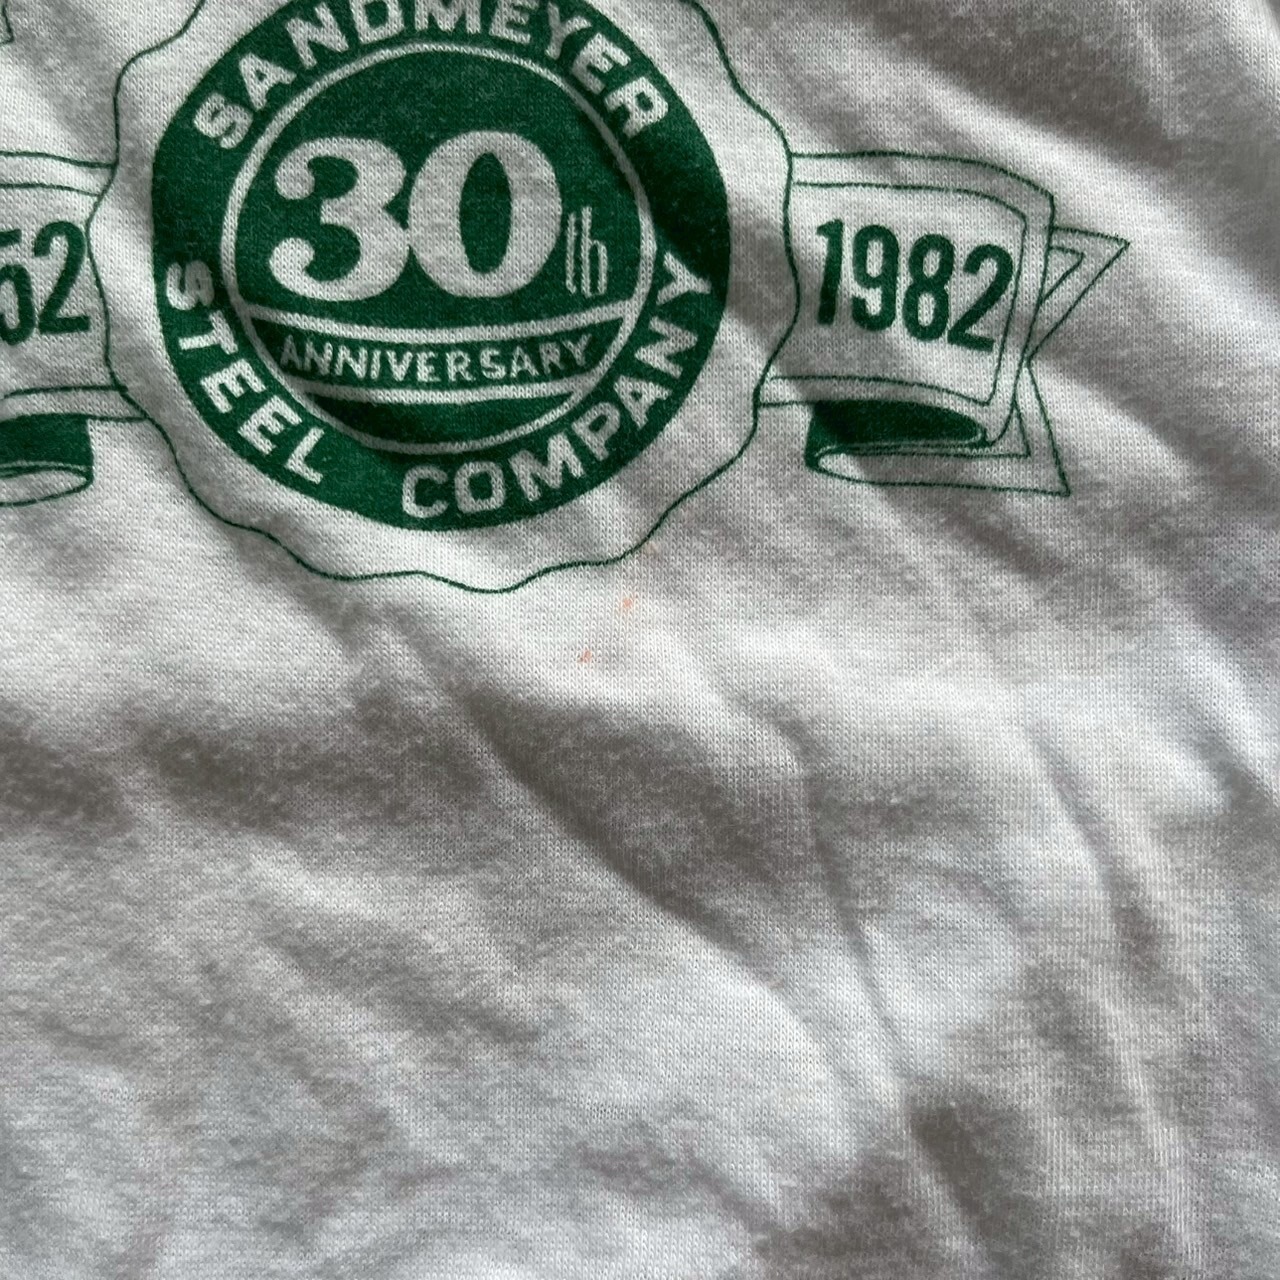 SANDMEYER
30th
ANNIVERSARY
STEEL COMPANY
52
1982